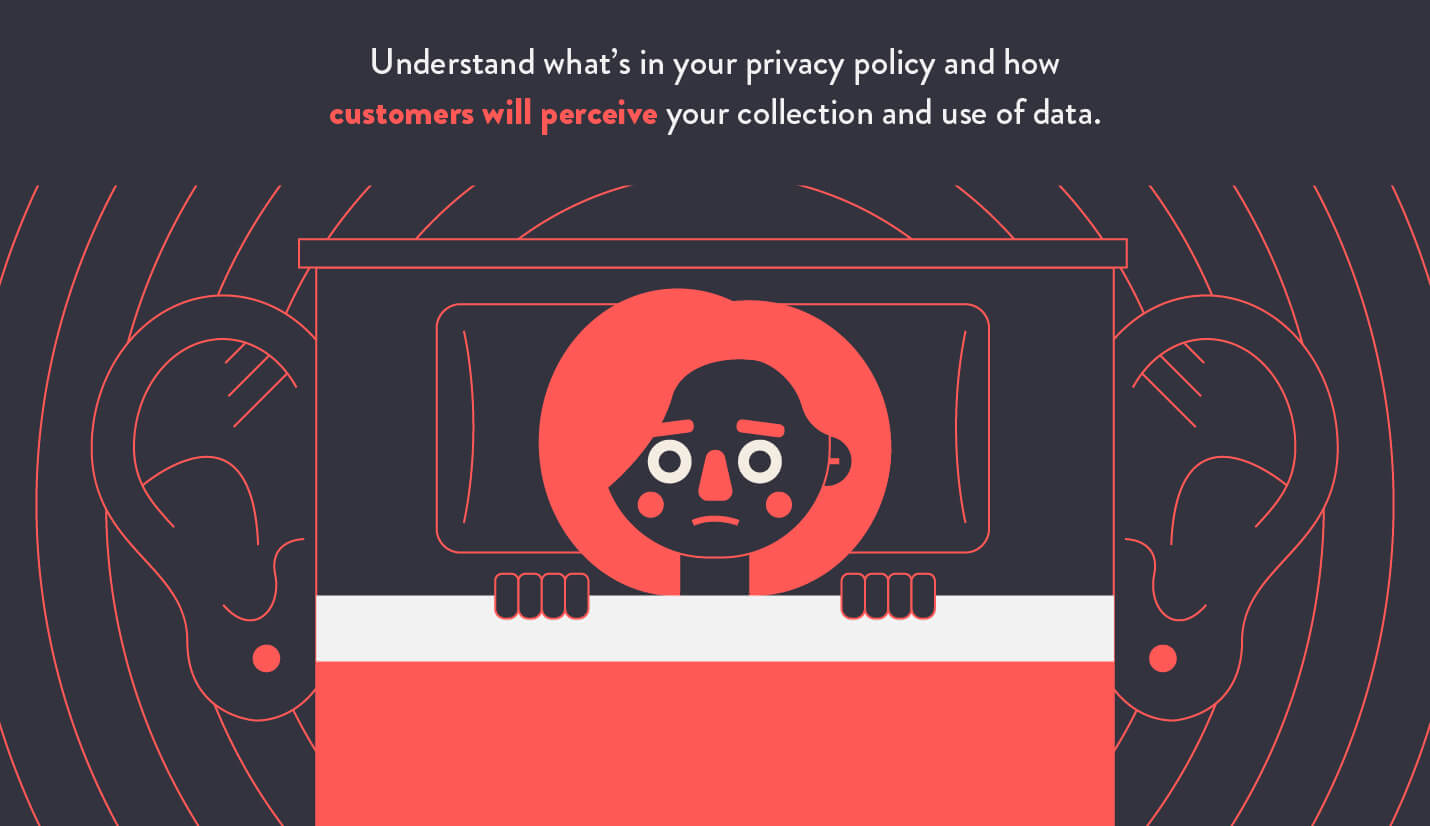 Understand what’s in your privacy policy and how
customers will perceive your collection and use of data.